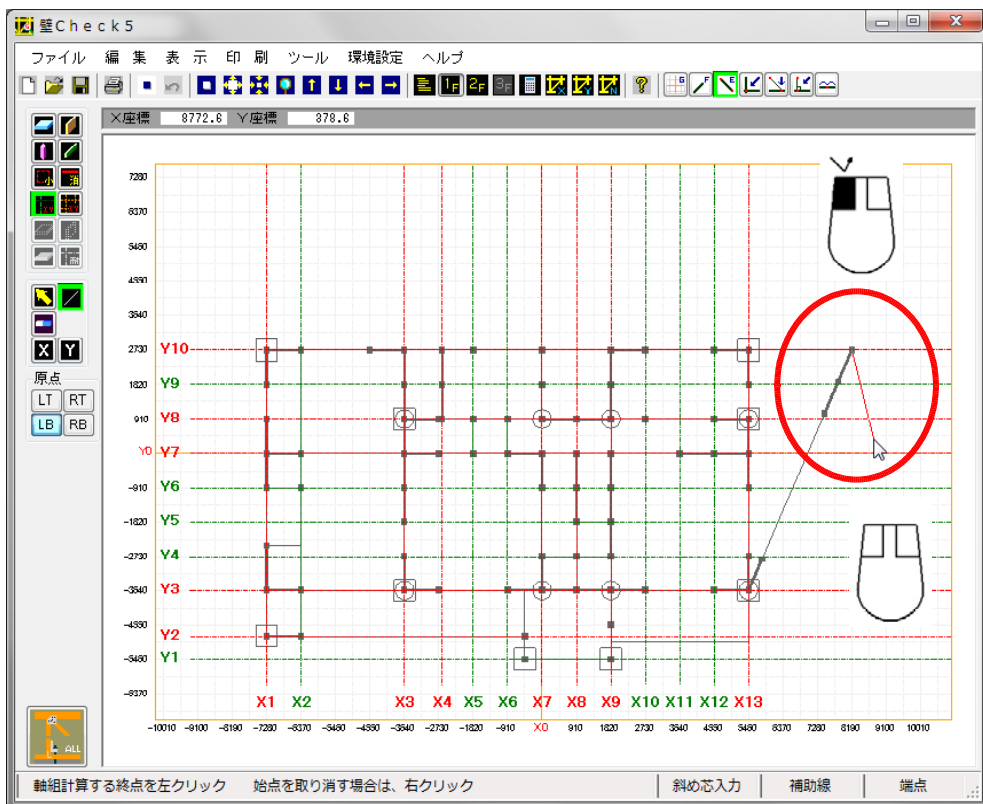 壁Check5
ファイル 編 集 表 示 印 刷 ツール 環境設定 ヘルプ
1F 2F 3F X Y G F E
X座標 8772.6 Y座標 378.6
小 消
X Y
原点
LT RT
LB RB
ALL
7280
6370
5460
4550
3640
2730 Y10
1820 Y9
910 Y8
Y0 Y7
-910 Y6
-1820 Y5
-2730 Y4
-3640 Y3
-4550 Y2
-5460 Y1
-6370
X1 X2 X3 X4 X5 X6 X7 X8 X9 X10 X11 X12 X13
-10010 -9100 -8190 -7280 -6370 -5460 -4550 -3640 -2730 -1820 -910 X0 910 1820 2730 3640 4550 5460 6370 7280 8190 9100 10010
軸組計算する終点を左クリック 始点を取り消す場合は、右クリック 斜め芯入力 補助線 端点